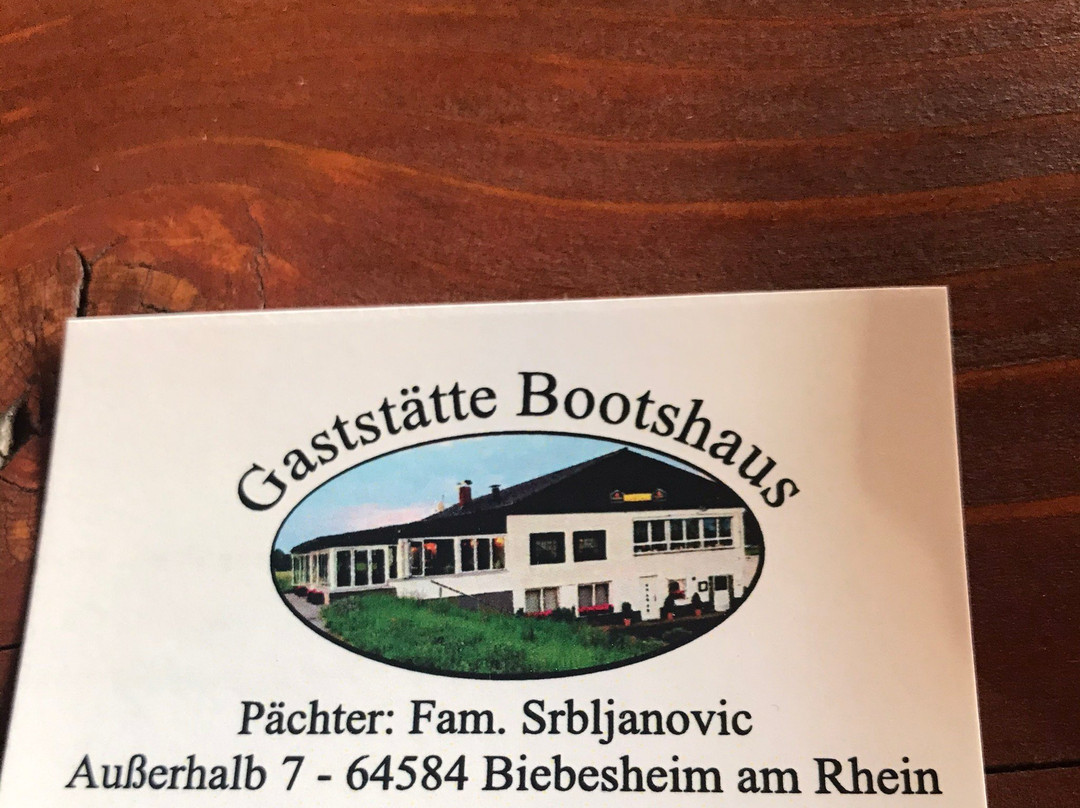 Gaststätte Bootshaus
Pächter: Fam. Srbljanovic
Außerhalb 7 - 64584 Biebesheim am Rhein